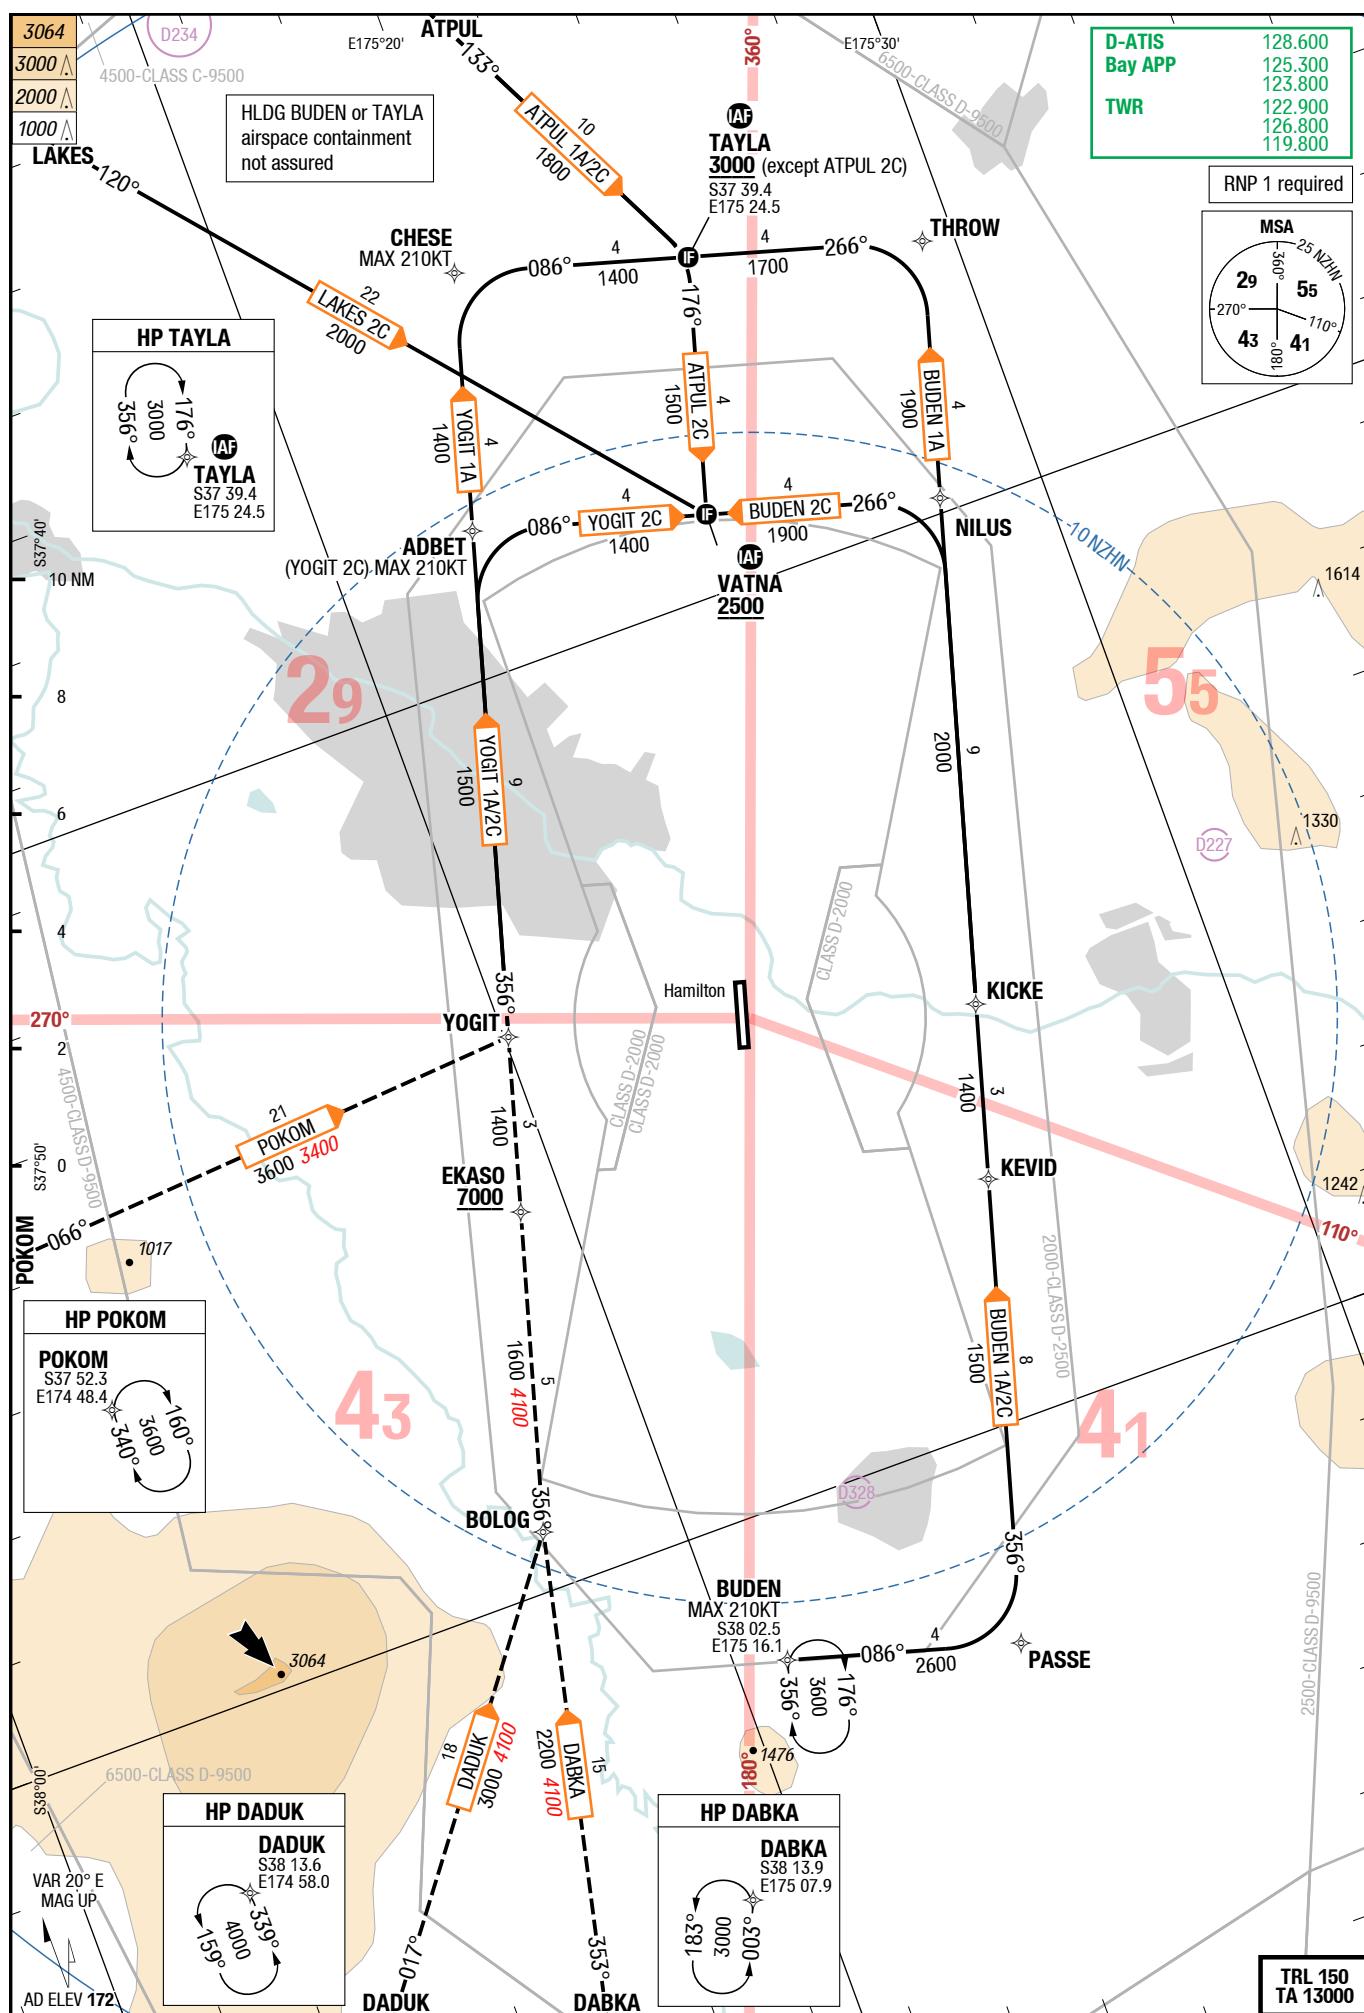 3064
3000
2000
1000
D234
4500-CLASS C-9500
E175°20'
ATPUL
133°
360°
E175°30'
6500-CLASS D-9500
D-ATIS 128.600
Bay APP 125.300
123.800
TWR 122.900
126.800
119.800
HLDG BUDEN or TAYLA
airspace containment
not assured
LAKES
120°
10
ATPUL 1A/2C
1800
IAF
TAYLA
3000 (except ATPUL 2C)
S37 39.4
E175 24.5
RNP 1 required
MSA
25 NZHN
360°
29
55
270°
110°
43
41
180°
CHESE
MAX 210KT
086°
4
1400
IF
4
1700
266°
THROW
22
LAKES 2C
2000
176°
HP TAYLA
356°
3000
176°
IAF
TAYLA
S37 39.4
E175 24.5
4
YOGIT 1A
1400
4
ATPUL 2C
1500
4
BUDEN 1A
1900
S37°40'
10 NM
ADBET
(YOGIT 2C) MAX 210KT
086°
4
YOGIT 2C
1400
IF
4
BUDEN 2C
1900
266°
NILUS
IAF
VATNA
2500
10 NZHN
1614
29
55
8
6
4
2
0
9
YOGIT 1A/2C
1500
9
2000
1330
D227
CLASS D-2000
356°
Hamilton
KICKE
270°
YOGIT
CLASS D-2000
CLASS D-2000
4500-CLASS D-9500
21
POKOM
3600 3400
3
1400
3
1400
S37°50'
EKASO
7000
KEVID
1242
110°
POKOM
066°
1017
2000-CLASS D-2500
HP POKOM
POKOM
S37 52.3
E174 48.4
340°
3600
160°
5
1600 4100
8
BUDEN 1A/2C
1500
43
41
D328
356°
BOLOG
356°
BUDEN
MAX 210KT
S38 02.5
E175 16.1
086°
4
2600
PASSE
356°
3600
176°
2500-CLASS D-9500
3064
1476
180°
18
DADUK
3000 4100
15
DABKA
2200 4100
6500-CLASS D-9500
S38°00'
HP DADUK
DADUK
S38 13.6
E174 58.0
159°
4000
339°
HP DABKA
DABKA
S38 13.9
E175 07.9
183°
3000
003°
VAR 20° E
MAG UP
AD ELEV 172
017°
DADUK
353°
DABKA
TRL 150
TA 13000